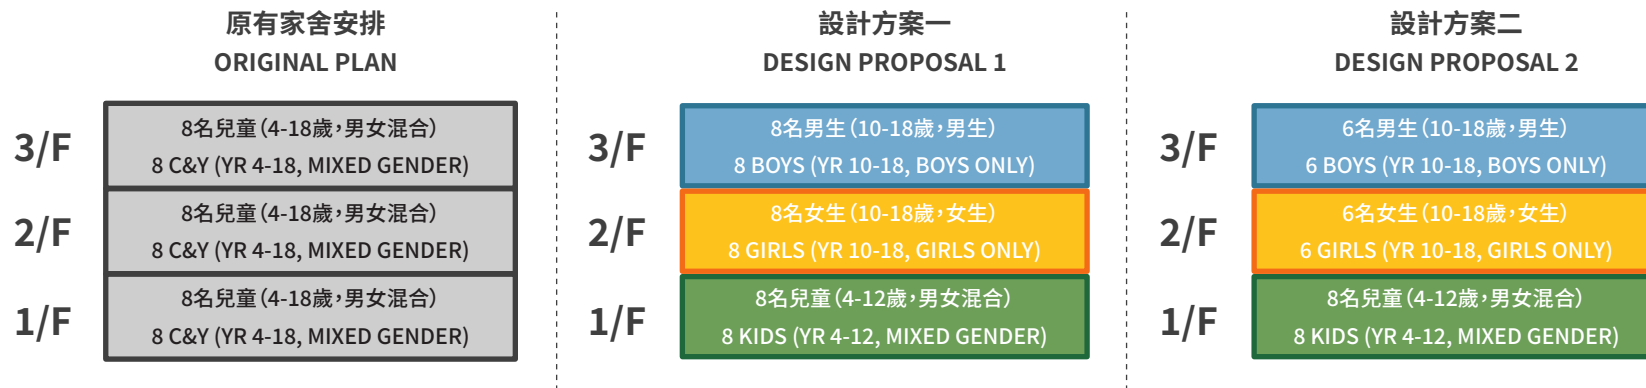 原有家舍安排
ORIGINAL PLAN
3/F
8名兒童(4-18歲,男女混合)
8 C&Y (YR 4-18, MIXED GENDER)
2/F
8名兒童(4-18歲,男女混合)
8 C&Y (YR 4-18, MIXED GENDER)
1/F
8名兒童(4-18歲,男女混合)
8 C&Y (YR 4-18, MIXED GENDER)
設計方案一
DESIGN PROPOSAL 1
3/F
8名男生(10-18歲,男生)
8 BOYS (YR 10-18, BOYS ONLY)
2/F
8名女生(10-18歲,女生)
8 GIRLS (YR 10-18, GIRLS ONLY)
1/F
8名兒童(4-12歲,男女混合)
8 KIDS (YR 4-12, MIXED GENDER)
設計方案二
DESIGN PROPOSAL 2
3/F
6名男生(10-18歲,男生)
6 BOYS (YR 10-18, BOYS ONLY)
2/F
6名女生(10-18歲,女生)
6 GIRLS (YR 10-18, GIRLS ONLY)
1/F
8名兒童(4-12歲,男女混合)
8 KIDS (YR 4-12, MIXED GENDER)